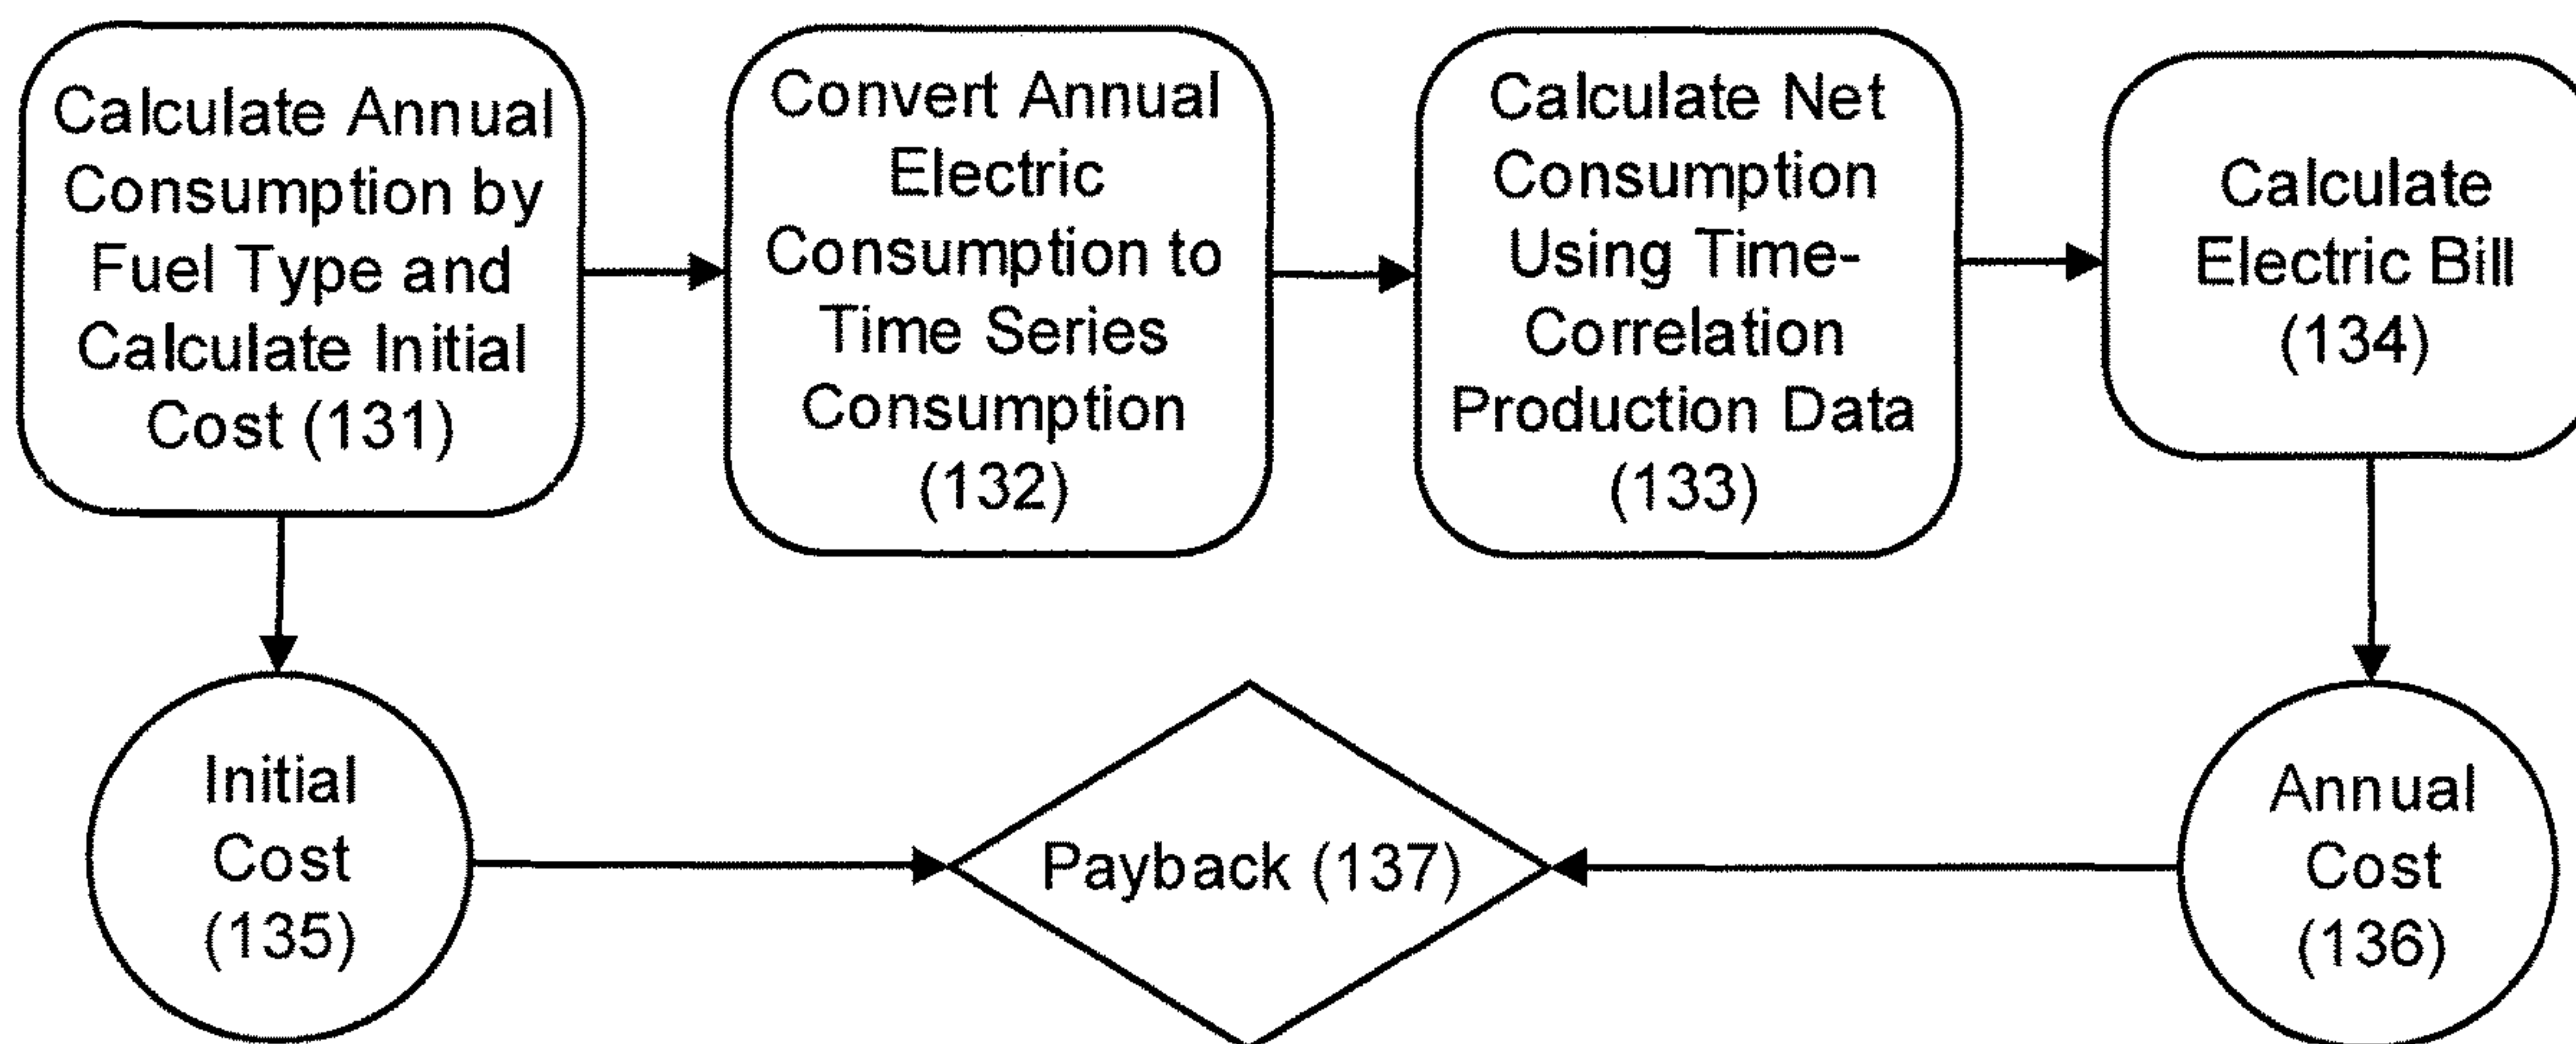 Calculate Annual
Consumption by
Fuel Type and
Calculate Initial
Cost (131)
Convert Annual
Electric
Consumption to
Time Series
Consumption
(132)
Calculate Net
Consumption
Using Time-
Correlation
Production Data
(133)
Calculate
Electric Bill
(134)
Initial
Cost
(135)
Payback (137)
Annual
Cost
(136)